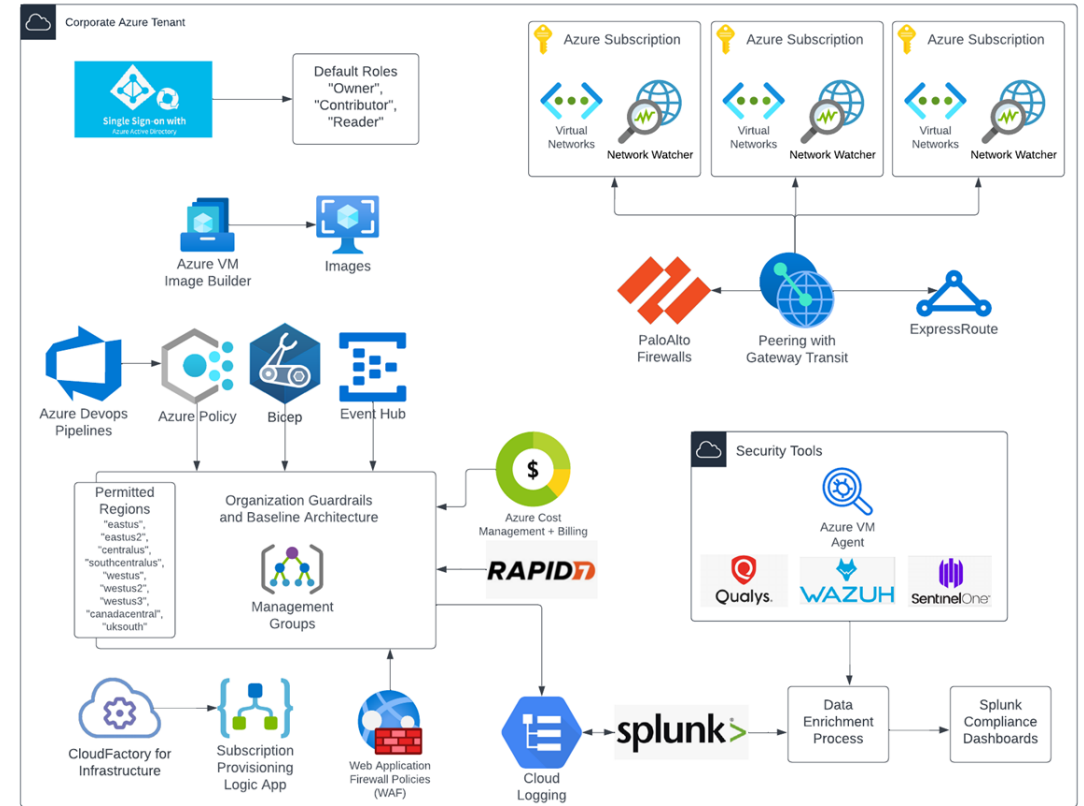 Corporate Azure Tenant
Single Sign-on with
Azure Active Directory
Default Roles
"Owner",
"Contributor",
"Reader"
Azure Subscription
Virtual
Networks
Network Watcher
Azure Subscription
Virtual
Networks
Network Watcher
Azure Subscription
Virtual
Networks
Network Watcher
Azure VM
Image Builder
Images
PaloAlto
Firewalls
Peering with
Gateway Transit
ExpressRoute
Azure Devops
Pipelines
Azure Policy
Bicep
Event Hub
Permitted
Regions
"eastus",
"eastus2",
"centralus",
"southcentralus",
"westus",
"westus2",
"westus3",
"canadacentral",
"uksouth"
Organization Guardrails
and Baseline Architecture
Management
Groups
$
Azure Cost
Management + Billing
RAPID7
Security Tools
Azure VM
Agent
Qualys.
WAZUH
SentinelOne
CloudFactory for
Infrastructure
Subscription
Provisioning
Logic App
Web Application
Firewall Policies
(WAF)
Cloud
Logging
splunk>
Data
Enrichment
Process
Splunk
Compliance
Dashboards